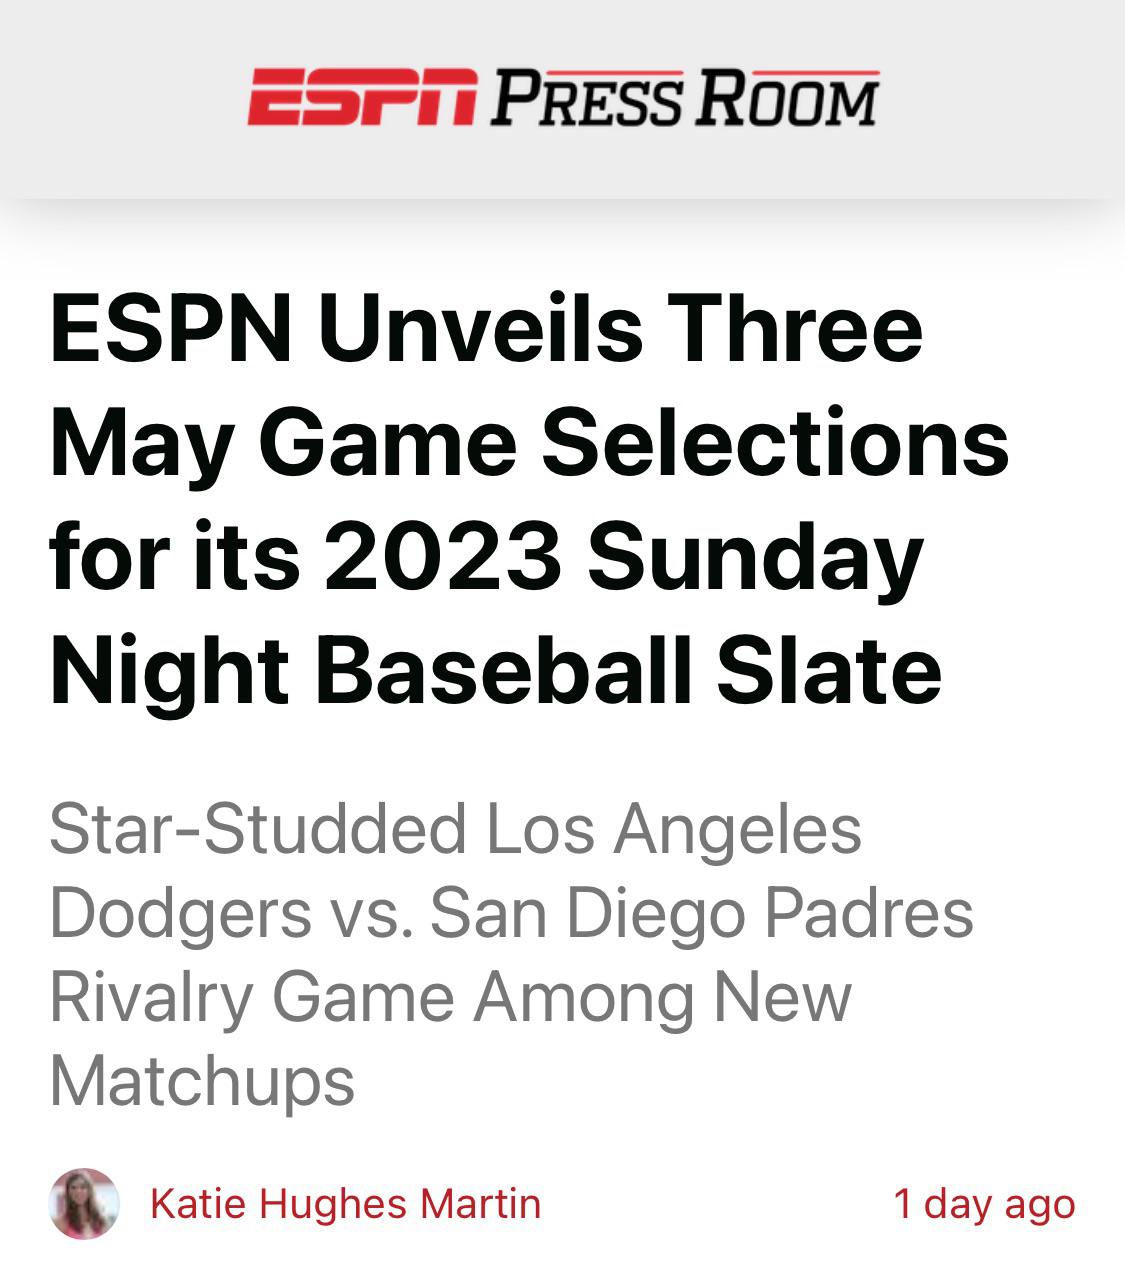 ESPN PRESS ROOM
ESPN Unveils Three
May Game Selections
for its 2023 Sunday
Night Baseball Slate
Star-Studded Los Angeles
Dodgers vs. San Diego Padres
Rivalry Game Among New
Matchups
Katie Hughes Martin 1 day ago